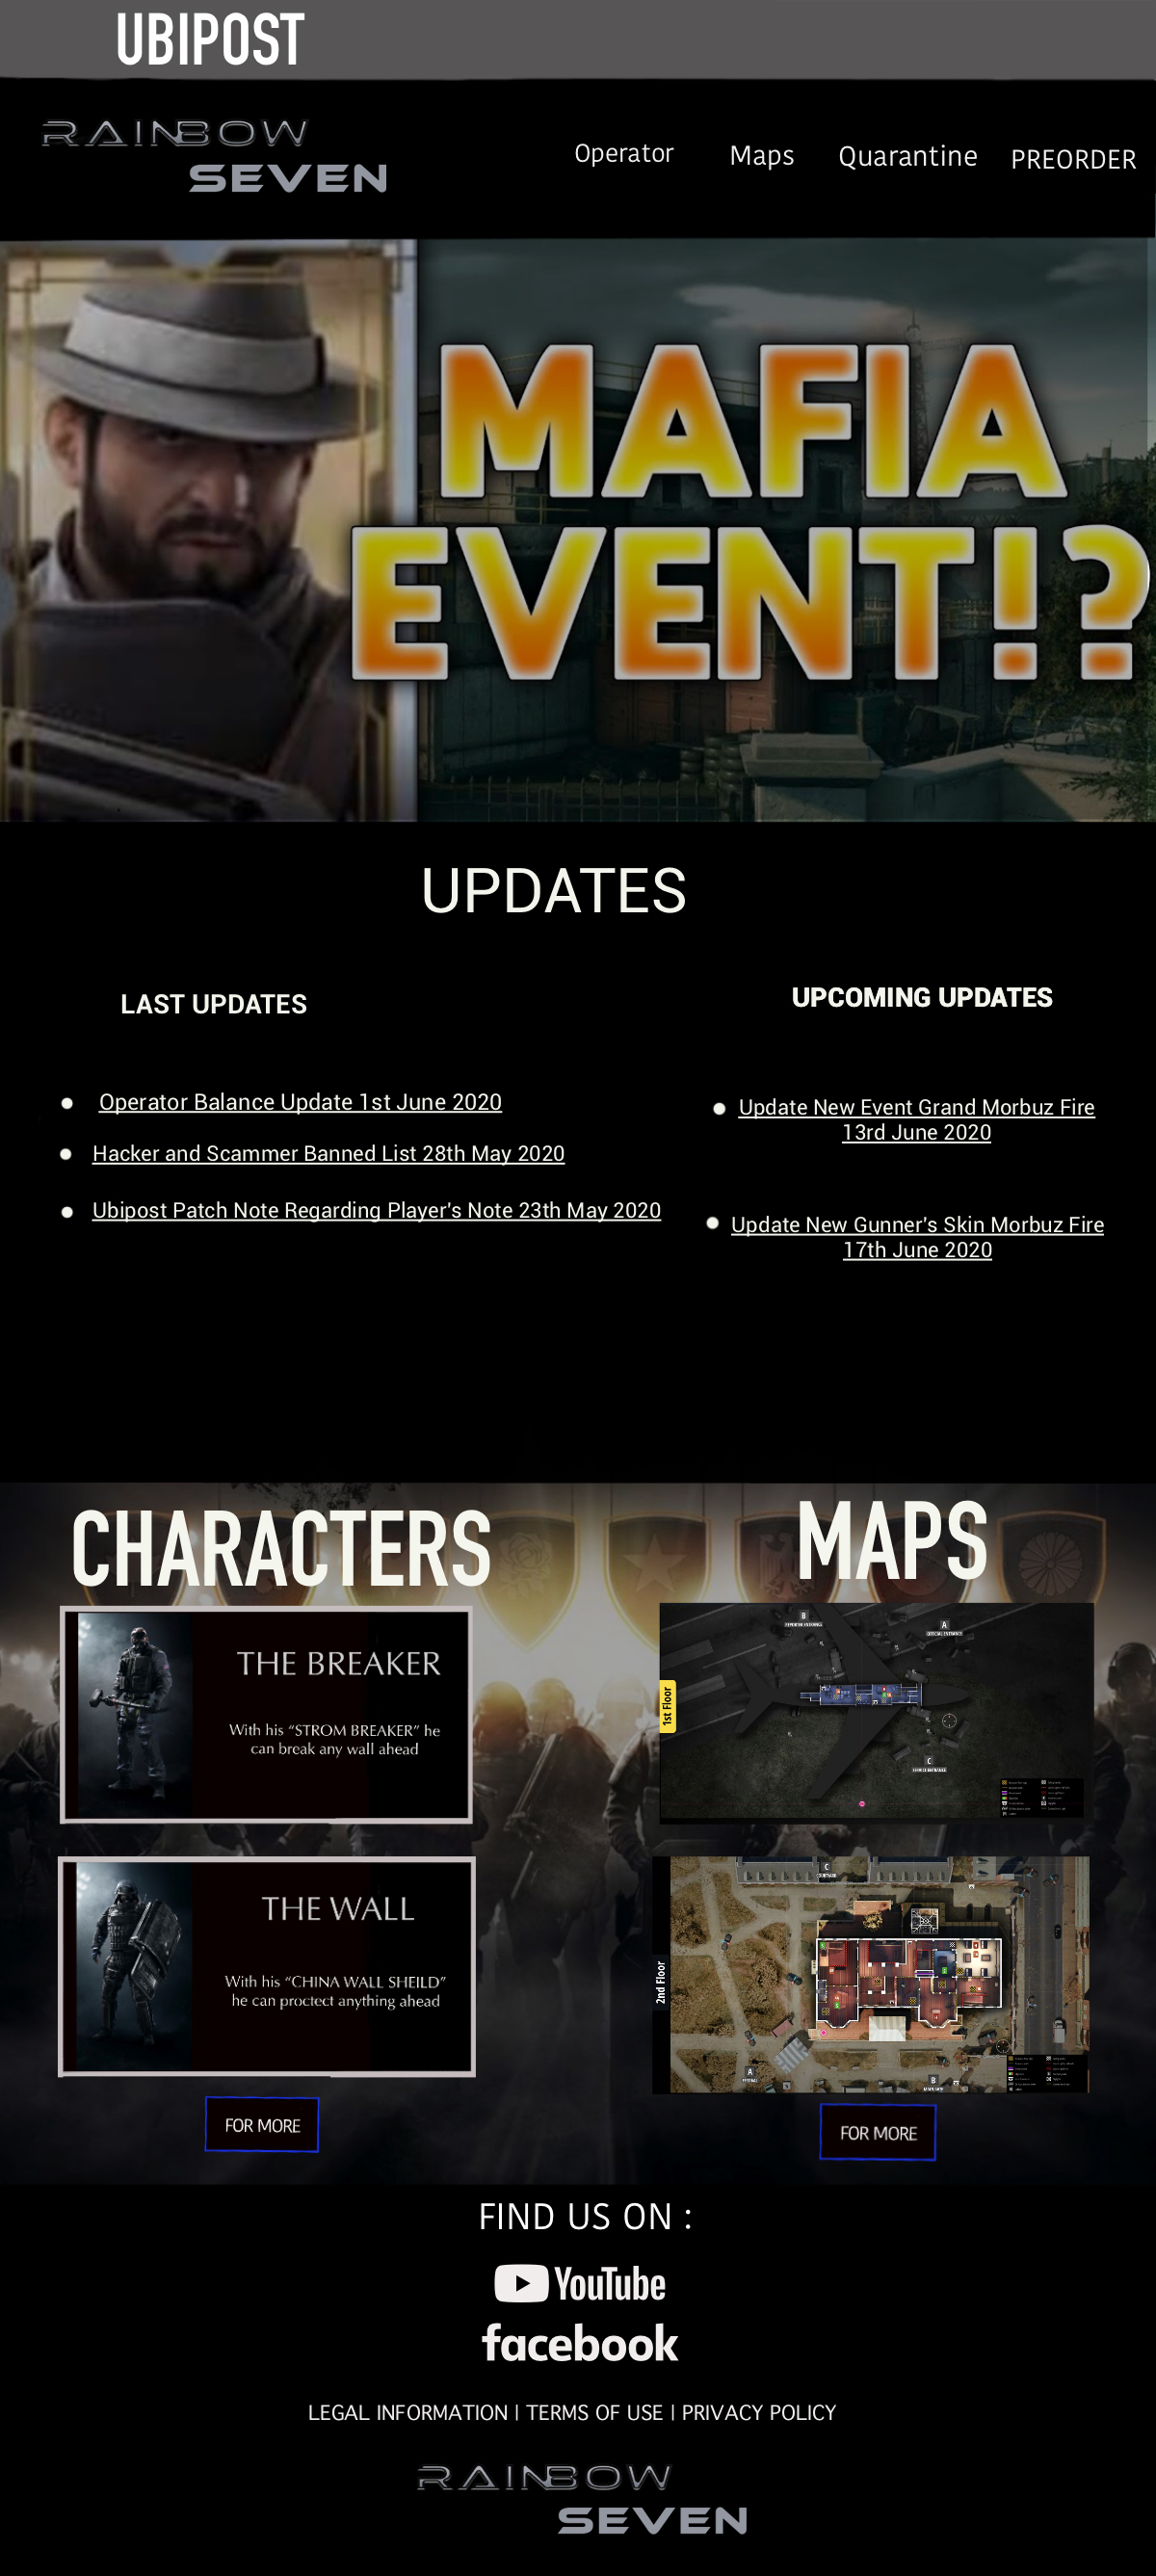 UBIPOST
RAINBOW
SEVEN
Operator Maps Quarantine PREORDER
MAFIA
EVENT!?
UPDATES
LAST UPDATES
UPCOMING UPDATES
Operator Balance Update 1st June 2020
Hacker and Scammer Banned List 28th May 2020
Ubipost Patch Note Regarding Player's Note 23th May 2020
Update New Event Grand Morbuz Fire
13rd June 2020
Update New Gunner's Skin Morbuz Fire
17th June 2020
CHARACTERS
THE BREAKER
With his “STROM BREAKER” he
can break any wall ahead
THE WALL
With his “CHINA WALL SHEILD”
he can proctect anything ahead
FOR MORE
MAPS
B
A
1st Floor
C
C
2nd Floor
A
B
FOR MORE
FIND US ON :
YouTube
facebook
LEGAL INFORMATION | TERMS OF USE | PRIVACY POLICY
RAINBOW
SEVEN